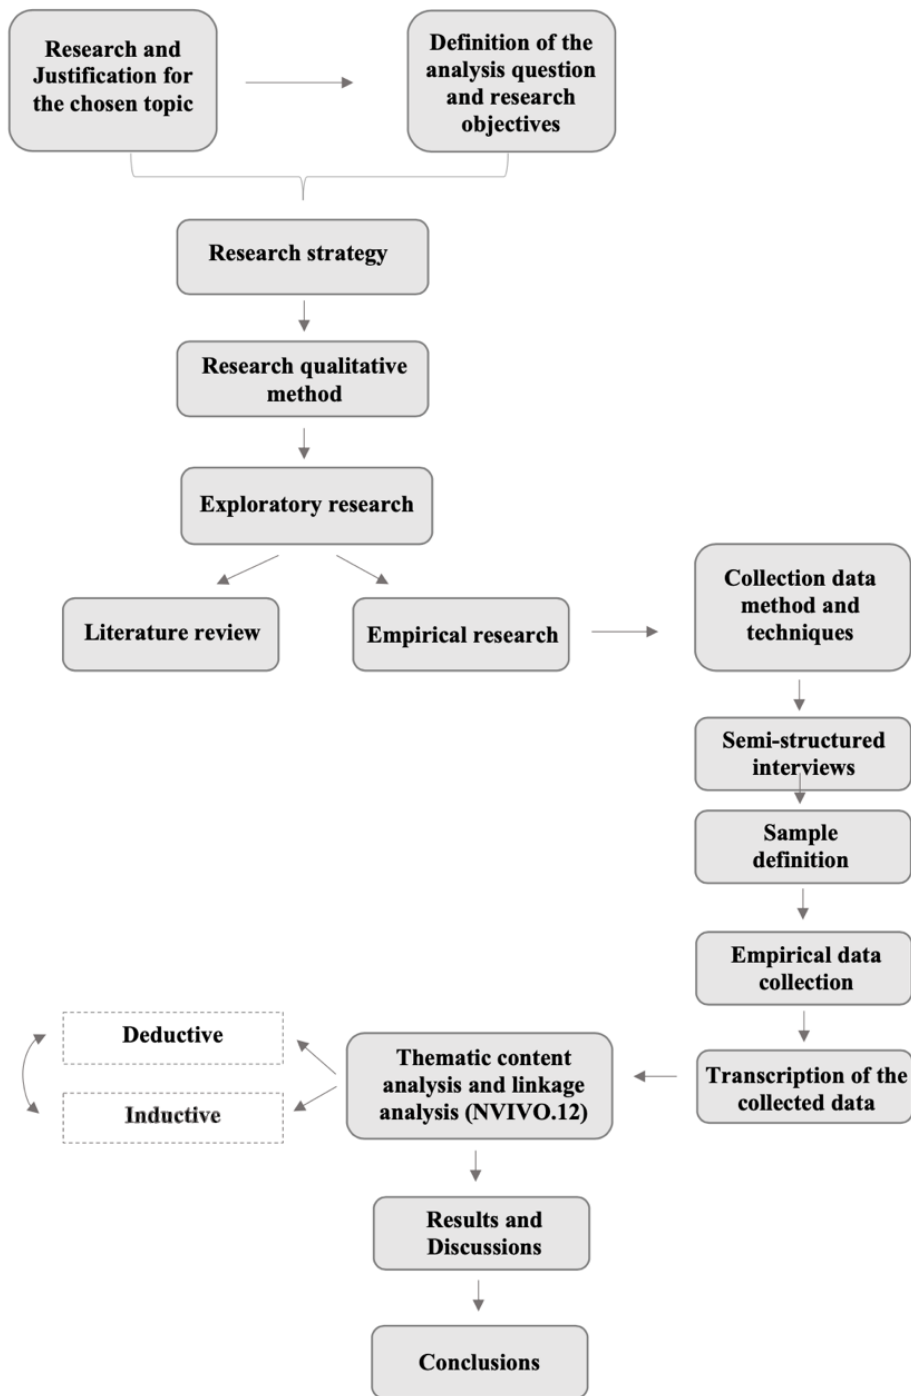 Research and
Justification for
the chosen topic
Definition of the
analysis question
and research
objectives
Research strategy
Research qualitative
method
Exploratory research
Literature review
Empirical research
Collection data
method and
techniques
Semi-structured
interviews
Sample
definition
Empirical data
collection
Transcription of the
collected data
Thematic content
analysis and linkage
analysis (NVIVO.12)
Deductive
Inductive
Results and
Discussions
Conclusions